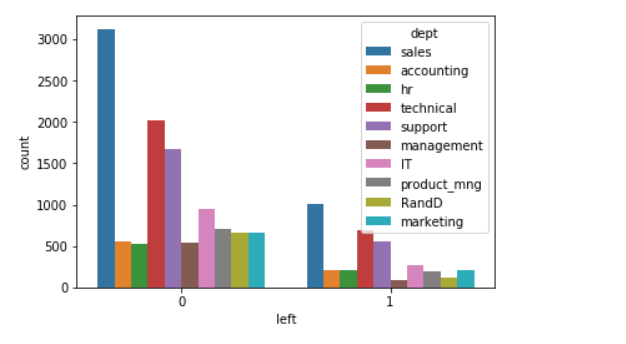 dept
sales
accounting
hr
technical
support
management
IT
product_mng
RandD
marketing
3000
2500
2000
1500
1000
500
0
count
0 1
left